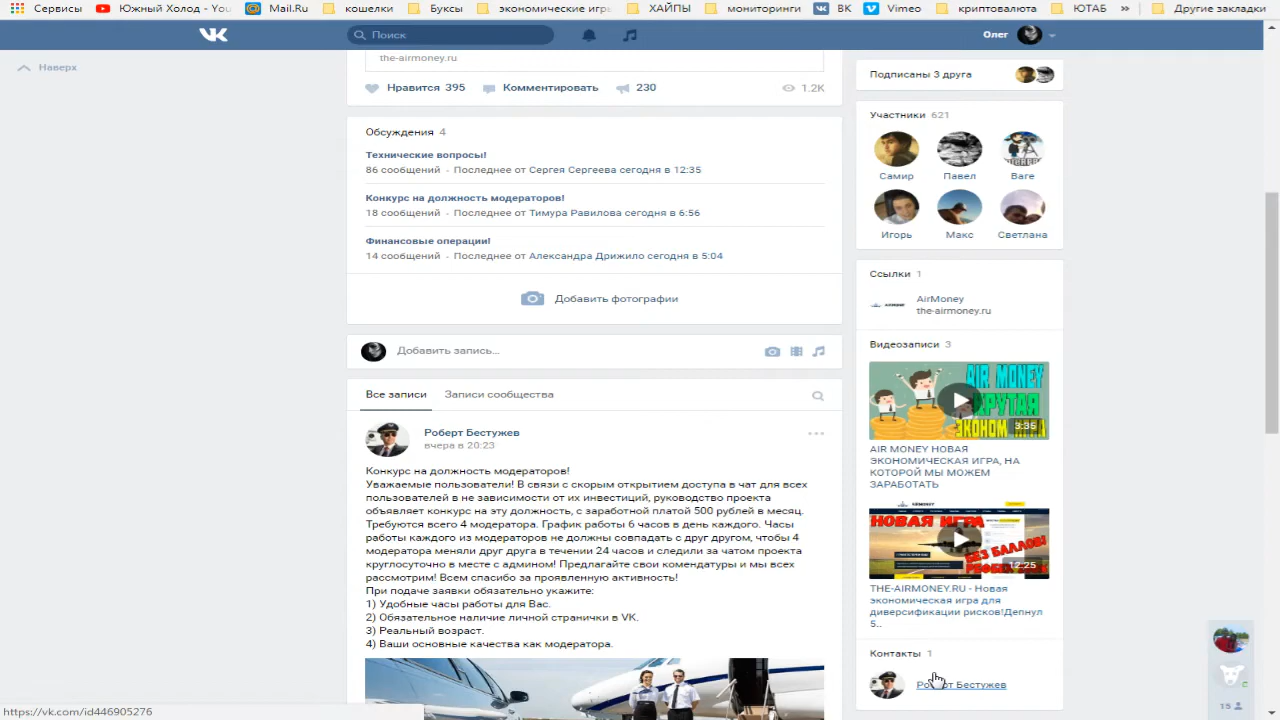 Сервисы
Южный Холод - You
Mail.Ru
кошелки
Буксы
экономические игры
ХАЙПЫ
мониторинги
ВК
Vimeo
криптовалюта
ЮТАБ
»
Другие закладки
Поиск
Олег
Наверх
the-airmoney.ru
Нравится 395
Комментировать
230
1.2K
Обсуждения 4
Технические вопросы!
86 сообщений · Последнее от Сергея Сергеева сегодня в 12:35
Конкурс на должность модераторов!
18 сообщений · Последнее от Тимура Равилова сегодня в 6:56
Финансовые операции!
14 сообщений · Последнее от Александра Дрижило сегодня в 5:04
Добавить фотографии
Добавить запись...
Все записи
Записи сообщества
Роберт Бестужев
вчера в 20:23
Конкурс на должность модераторов!
Уважаемые пользователи! В связи с скорым открытием доступа в чат для всех
пользователей в не зависимости от их инвестиций, руководство проекта
объявляет конкурс на эту должность, с заработной платой 500 рублей в месяц.
Требуются всего 4 модератора. График работы 6 часов в день каждого. Часы
работы каждого из модераторов не должны совпадать с друг другом, чтобы 4
модератора меняли друг друга в течении 24 часов и следили за чатом проекта
круглосуточно в месте с админом! Предлагайте свои комендатуры и мы всех
рассмотрим! Всем спасибо за проявленную активность!
При подаче заявки обязательно укажите:
1) Удобные часы работы для Вас.
2) Обязательное наличие личной странички в VK.
3) Реальный возраст.
4) Ваши основные качества как модератора.
Подписаны 3 друга
Участники 621
Самир
Павел
Ваге
Игорь
Макс
Светлана
Ссылки 1
AirMoney
the-airmoney.ru
Видеозаписи 3
AIR MONEY
КРУТАЯ
ЭКОНОМ ИГРА
3:35
AIR MONEY НОВАЯ
ЭКОНОМИЧЕСКАЯ ИГРА, НА
КОТОРОЙ МЫ МОЖЕМ
ЗАРАБОТАТЬ
НОВАЯ ИГРА
БЕЗ БАЛЛОВ!
12:25
THE-AIRMONEY.RU - Новая
экономическая игра для
диверсификации рисков!Депнул
5..
Контакты 1
Роберт Бестужев
15
https://vk.com/id446905276